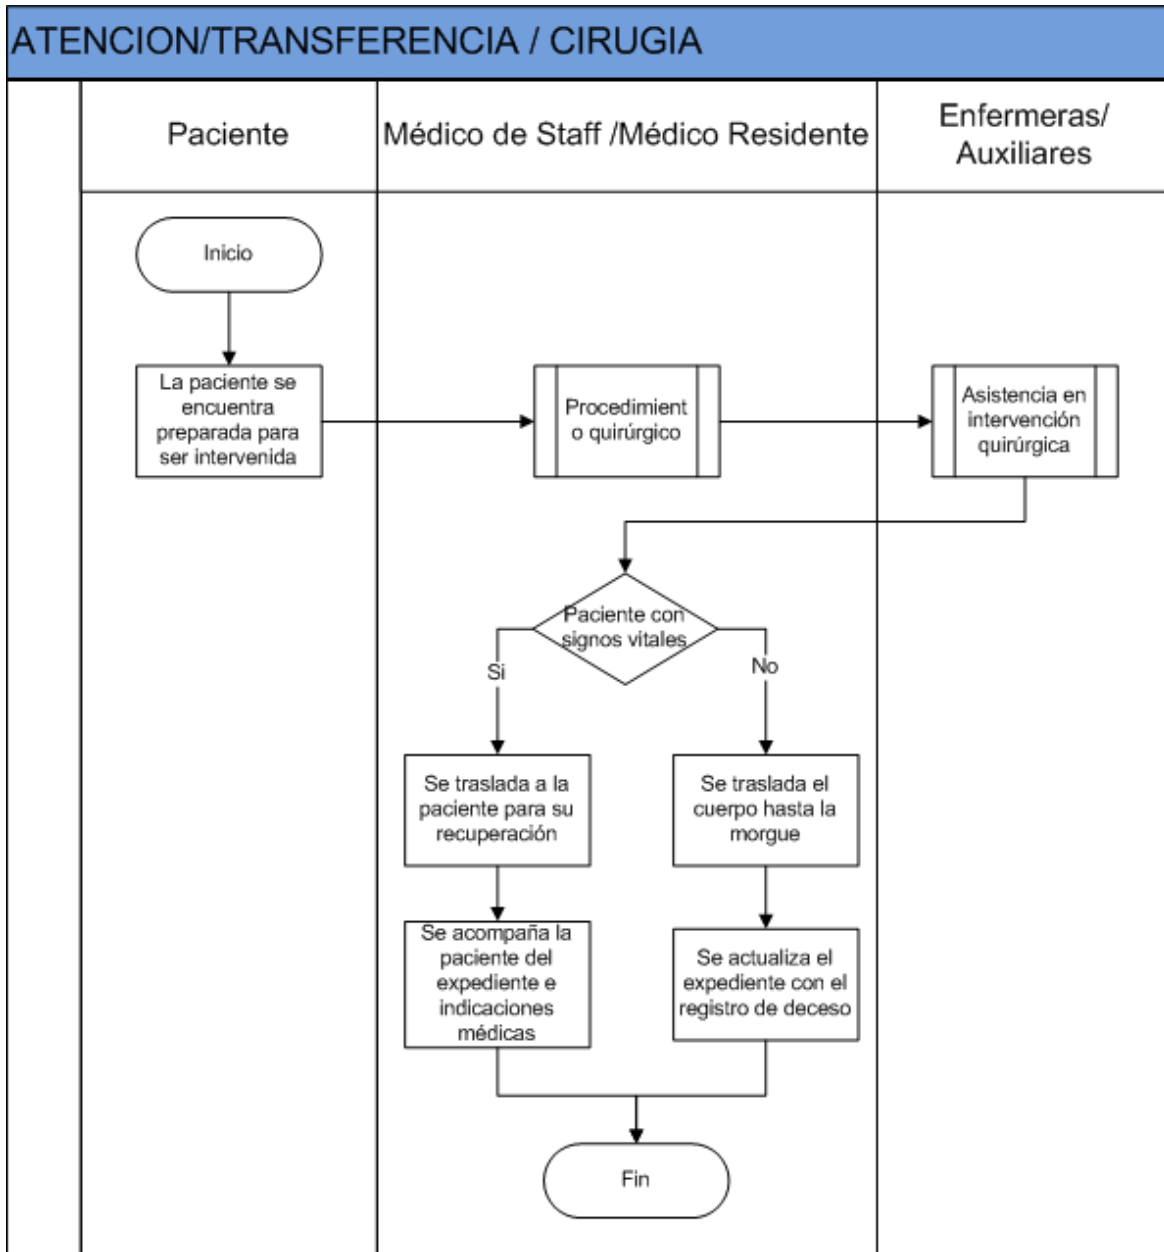 ATENCION/TRANSFERENCIA / CIRUGIA
Paciente
Médico de Staff /Médico Residente
Enfermeras/
Auxiliares
Inicio
La paciente se
encuentra
preparada para
ser intervenida
Procedimient
o quirúrgico
Asistencia en
intervención
quirúrgica
Paciente con
signos vitales
Si
No
Se traslada a la
paciente para su
recuperación
Se traslada el
cuerpo hasta la
morgue
Se acompaña la
paciente del
expediente e
indicaciones
médicas
Se actualiza el
expediente con el
registro de deceso
Fin